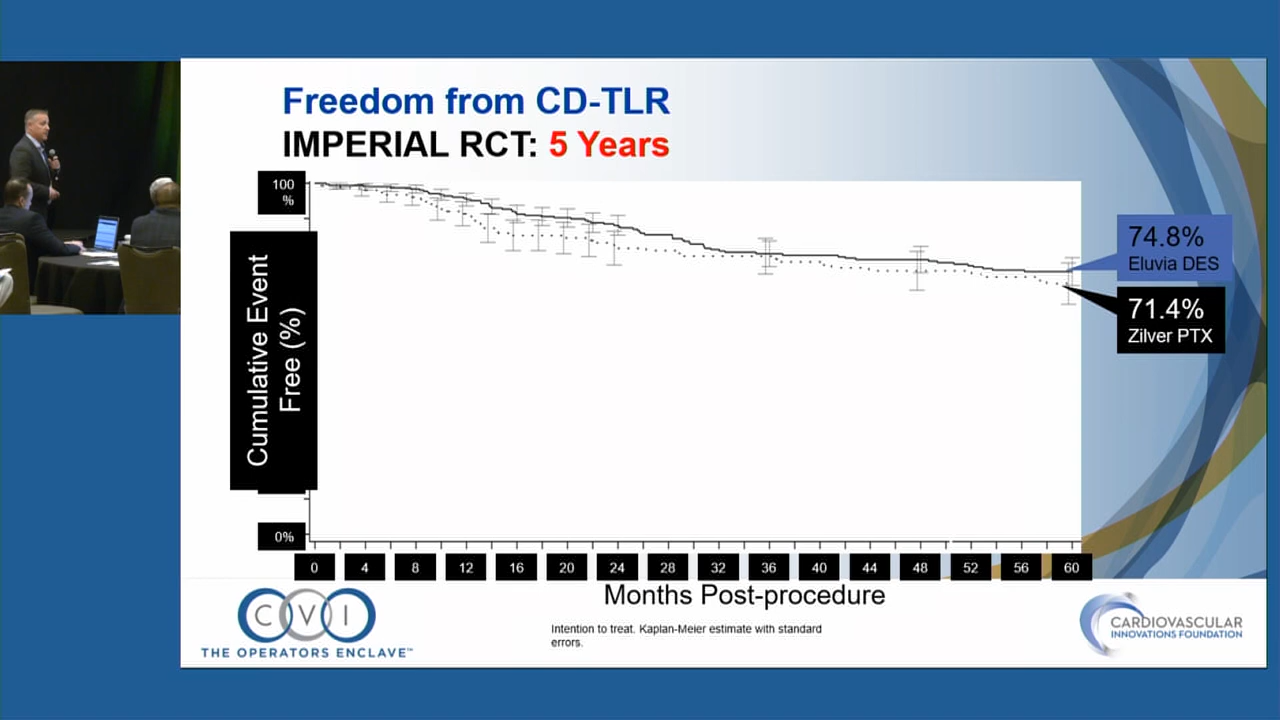 Freedom from CD-TLR
IMPERIAL RCT: 5 Years
100
%
Cumulative Event
Free (%)
0%
74.8%
Eluvia DES
71.4%
Zilver PTX
0 4 8 12 16 20 24 28 32 36 40 44 48 52 56 60
Months Post-procedure
Intention to treat. Kaplan-Meier estimate with standard
errors.
CVI
THE OPERATORS ENCLAVE™
CARDIOVASCULAR
INNOVATIONS FOUNDATION